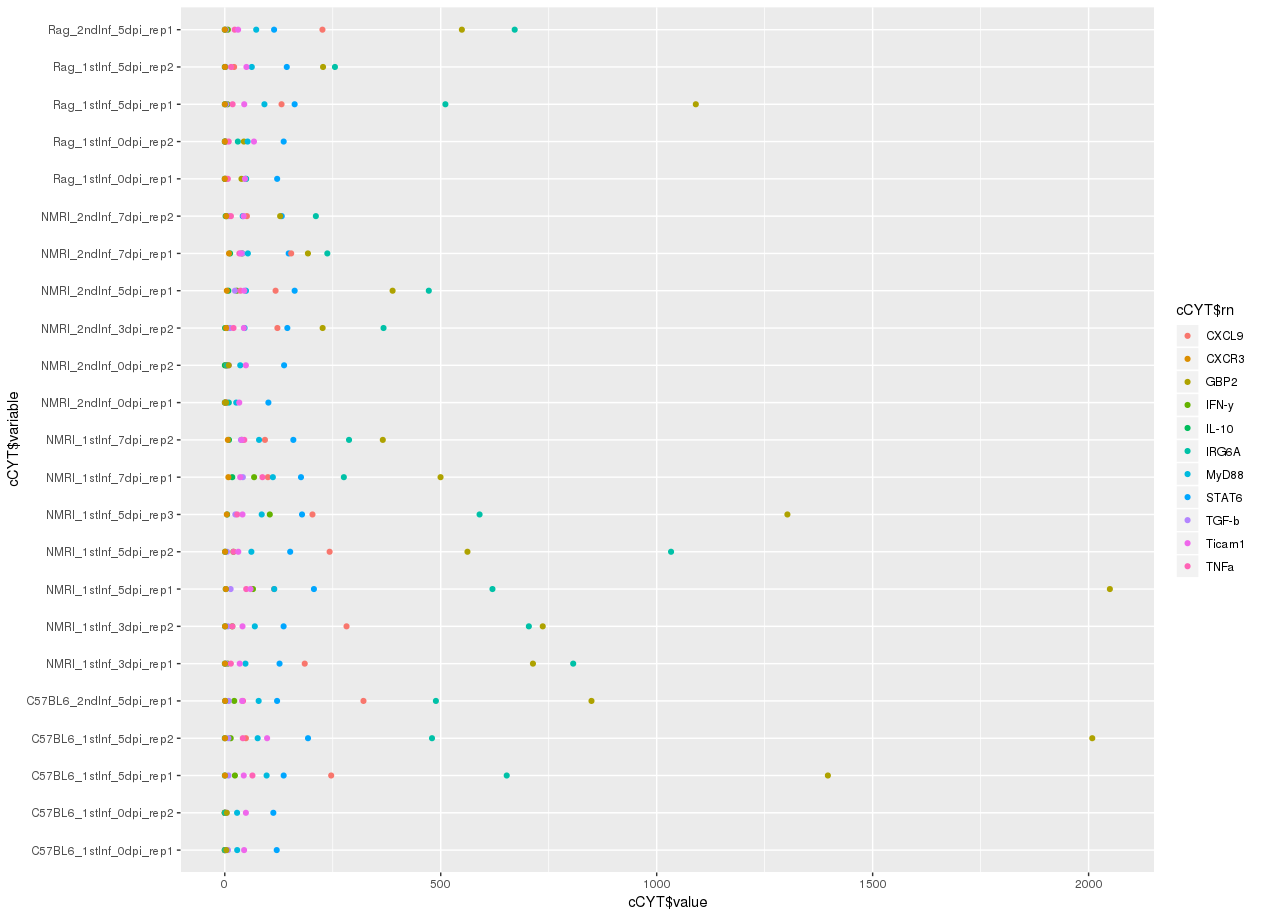 Rag_2ndInf_5dpi_rep1
Rag_1stInf_5dpi_rep2
Rag_1stInf_5dpi_rep1
Rag_1stInf_0dpi_rep2
Rag_1stInf_0dpi_rep1
NMRI_2ndInf_7dpi_rep2
NMRI_2ndInf_7dpi_rep1
NMRI_2ndInf_5dpi_rep1
NMRI_2ndInf_3dpi_rep2
NMRI_2ndInf_0dpi_rep2
NMRI_2ndInf_0dpi_rep1
NMRI_1stInf_7dpi_rep2
NMRI_1stInf_7dpi_rep1
NMRI_1stInf_5dpi_rep3
NMRI_1stInf_5dpi_rep2
NMRI_1stInf_5dpi_rep1
NMRI_1stInf_3dpi_rep2
NMRI_1stInf_3dpi_rep1
C57BL6_2ndInf_5dpi_rep1
C57BL6_1stInf_5dpi_rep2
C57BL6_1stInf_5dpi_rep1
C57BL6_1stInf_0dpi_rep2
C57BL6_1stInf_0dpi_rep1
cCYT$variable
0 500 1000 1500 2000
cCYT$value
cCYT$rn
CXCL9
CXCR3
GBP2
IFN-y
IL-10
IRG6A
MyD88
STAT6
TGF-b
Ticam1
TNFa